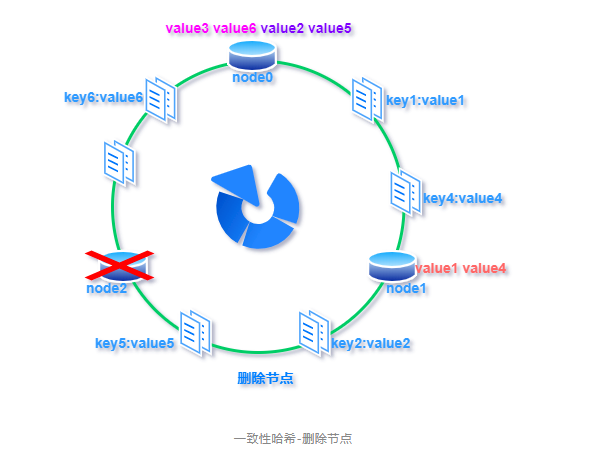 value3 value6 value2 value5
node0
key6:value6
key1:value1
key4:value4
value1 value4
node2
node1
key5:value5
key2:value2
删除节点
一致性哈希-删除节点